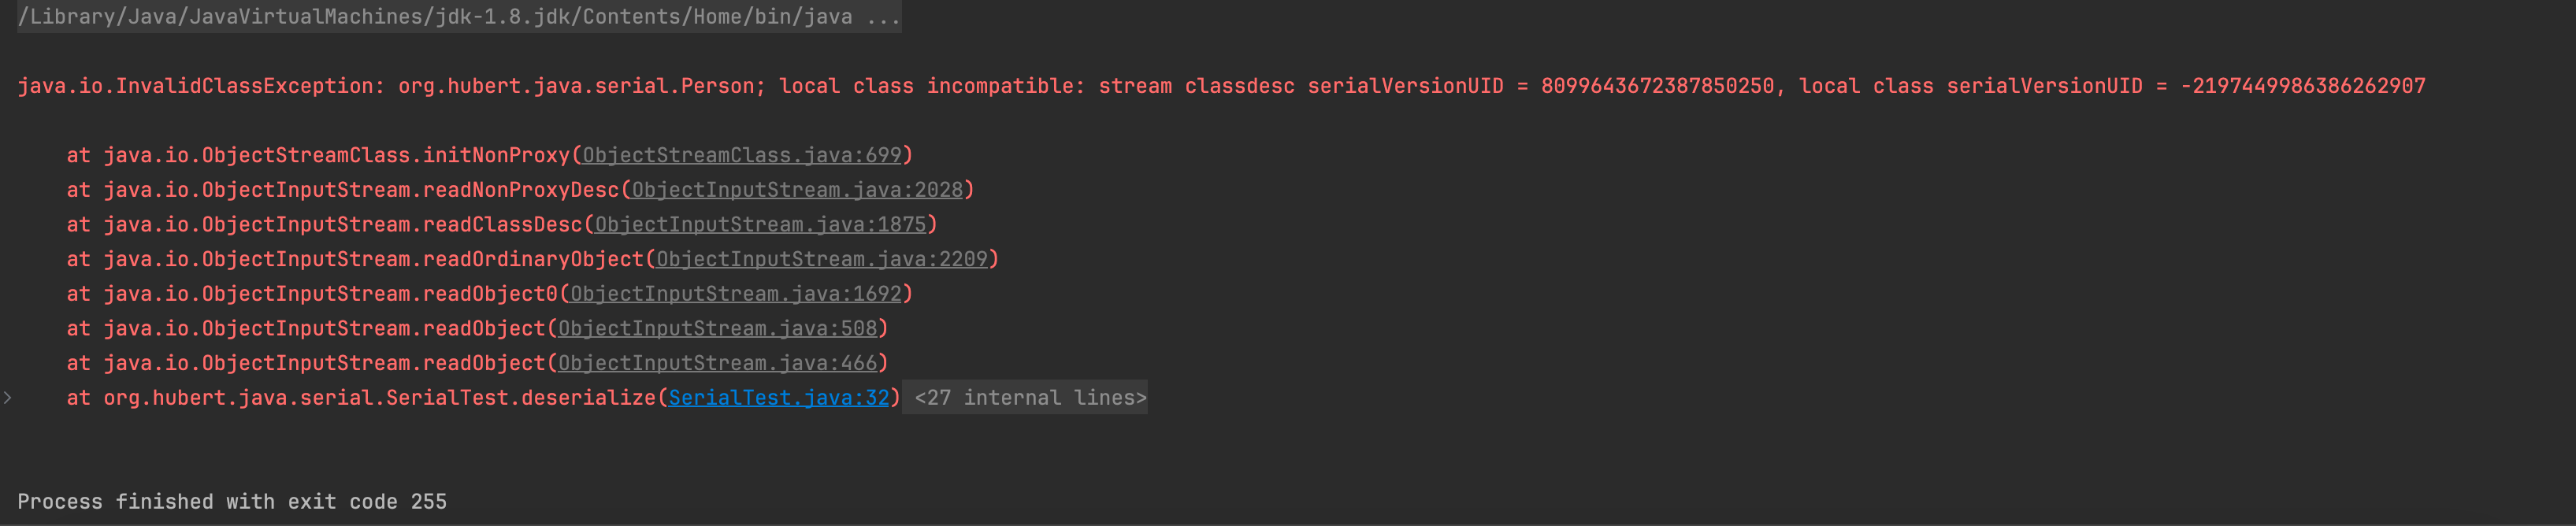 /Library/Java/JavaVirtualMachines/jdk-1.8.jdk/Contents/Home/bin/java ...
java.io.InvalidClassException: org.hubert.java.serial.Person; local class incompatible: stream classdesc serialVersionUID = 8099643672387850250, local class serialVersionUID = -2197449986386262907
at java.io.ObjectStreamClass.initNonProxy(ObjectStreamClass.java:699)
at java.io.ObjectInputStream.readNonProxyDesc(ObjectInputStream.java:2028)
at java.io.ObjectInputStream.readClassDesc(ObjectInputStream.java:1875)
at java.io.ObjectInputStream.readOrdinaryObject(ObjectInputStream.java:2209)
at java.io.ObjectInputStream.readObject0(ObjectInputStream.java:1692)
at java.io.ObjectInputStream.readObject(ObjectInputStream.java:508)
at java.io.ObjectInputStream.readObject(ObjectInputStream.java:466)
at org.hubert.java.serial.SerialTest.deserialize(SerialTest.java:32) <27 internal lines>
Process finished with exit code 255